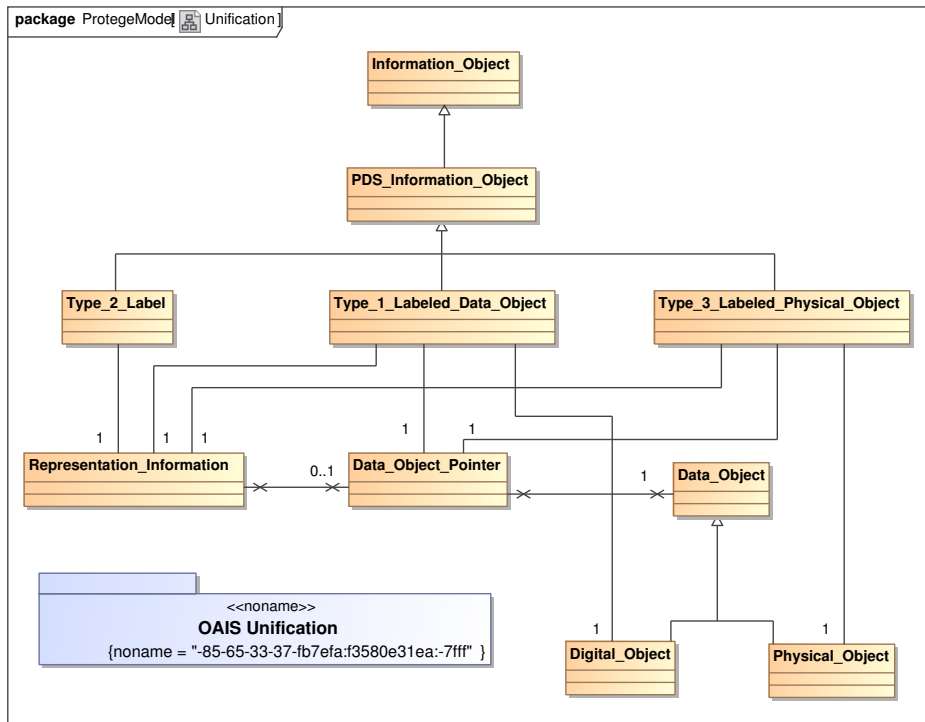 package ProtegeModel[ Unification ]
Information_Object
PDS_Information_Object
Type_2_Label
Type_1_Labeled_Data_Object
Type_3_Labeled_Physical_Object
1
1
1
1
1
Representation_Information
0..1
Data_Object_Pointer
1
Data_Object
<<noname>>
OAIS Unification
{noname = "-85-65-33-37-fb7efa:f3580e31ea:-7fff" }
1
1
Digital_Object
Physical_Object